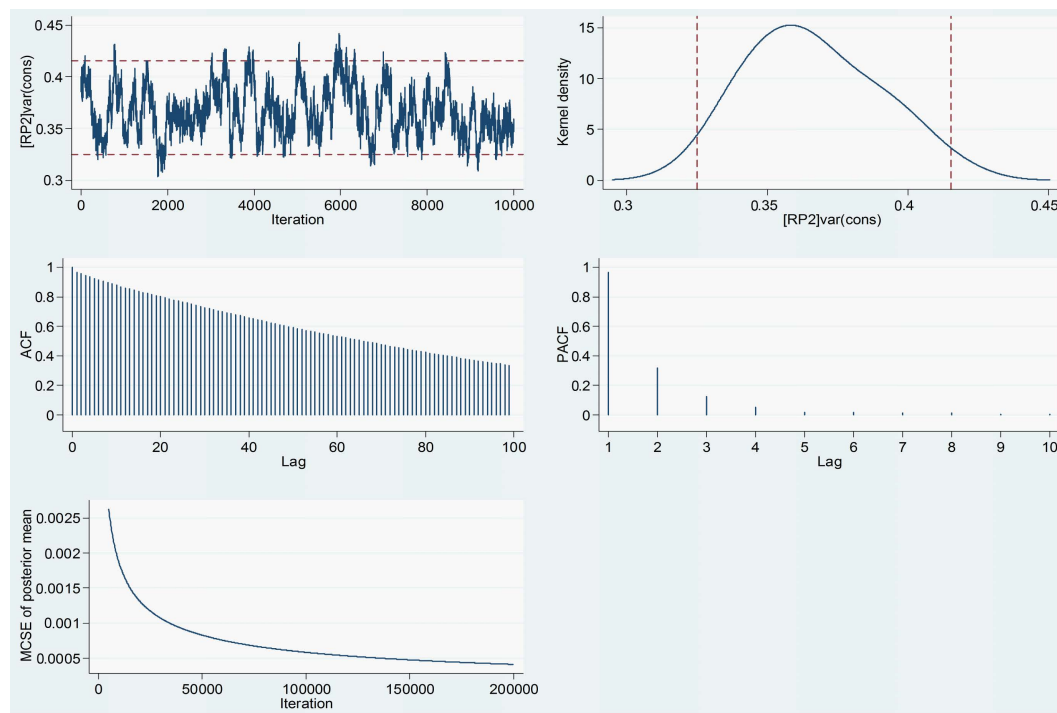 [RP2]var(cons)
0.45
0.4
0.35
0.3
0 2000 4000 6000 8000 10000
Iteration
Kernel density
15
10
5
0
0.3 0.35 0.4 0.45
[RP2]var(cons)
ACF
1
0.8
0.6
0.4
0.2
0
0 20 40 60 80 100
Lag
PACF
1
0.8
0.6
0.4
0.2
0
1 2 3 4 5 6 7 8 9 10
Lag
MCSE of posterior mean
0.0025
0.002
0.0015
0.001
0.0005
0 50000 100000 150000 200000
Iteration